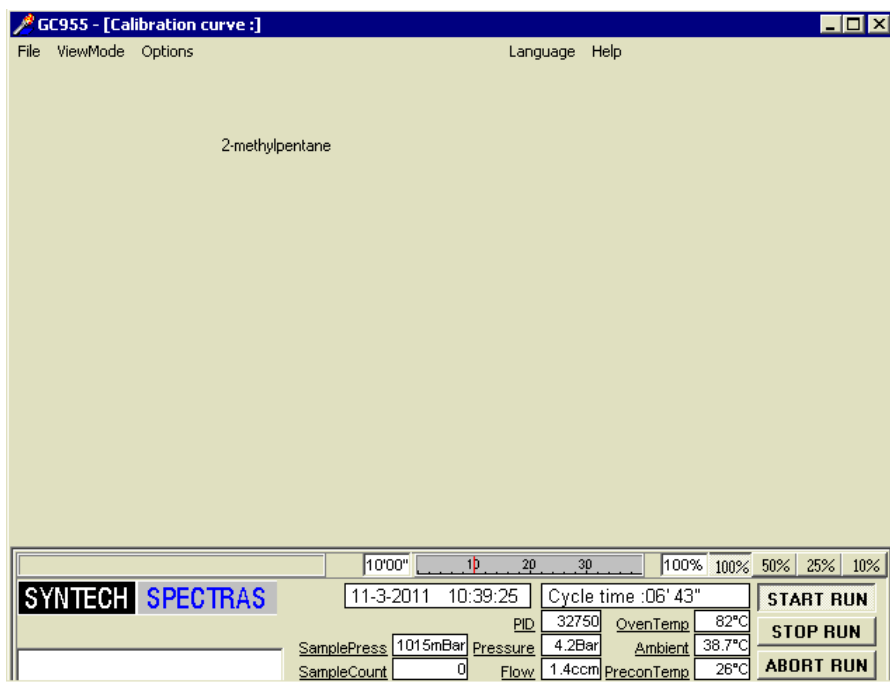 GC955 - [Calibration curve :]
File ViewMode Options Language Help
2-methylpentane
10'00" 10 20 30 100% 100% 50% 25% 10%
SYNTECH SPECTRAS 11-3-2011 10:39:25 Cycle time :06' 43" START RUN
PID 32750 OvenTemp 82°C STOP RUN
SamplePress 1015mBar Pressure 4.2Bar Ambient 38.7°C
SampleCount 0 Flow 1.4ccm PreconTemp 26°C ABORT RUN